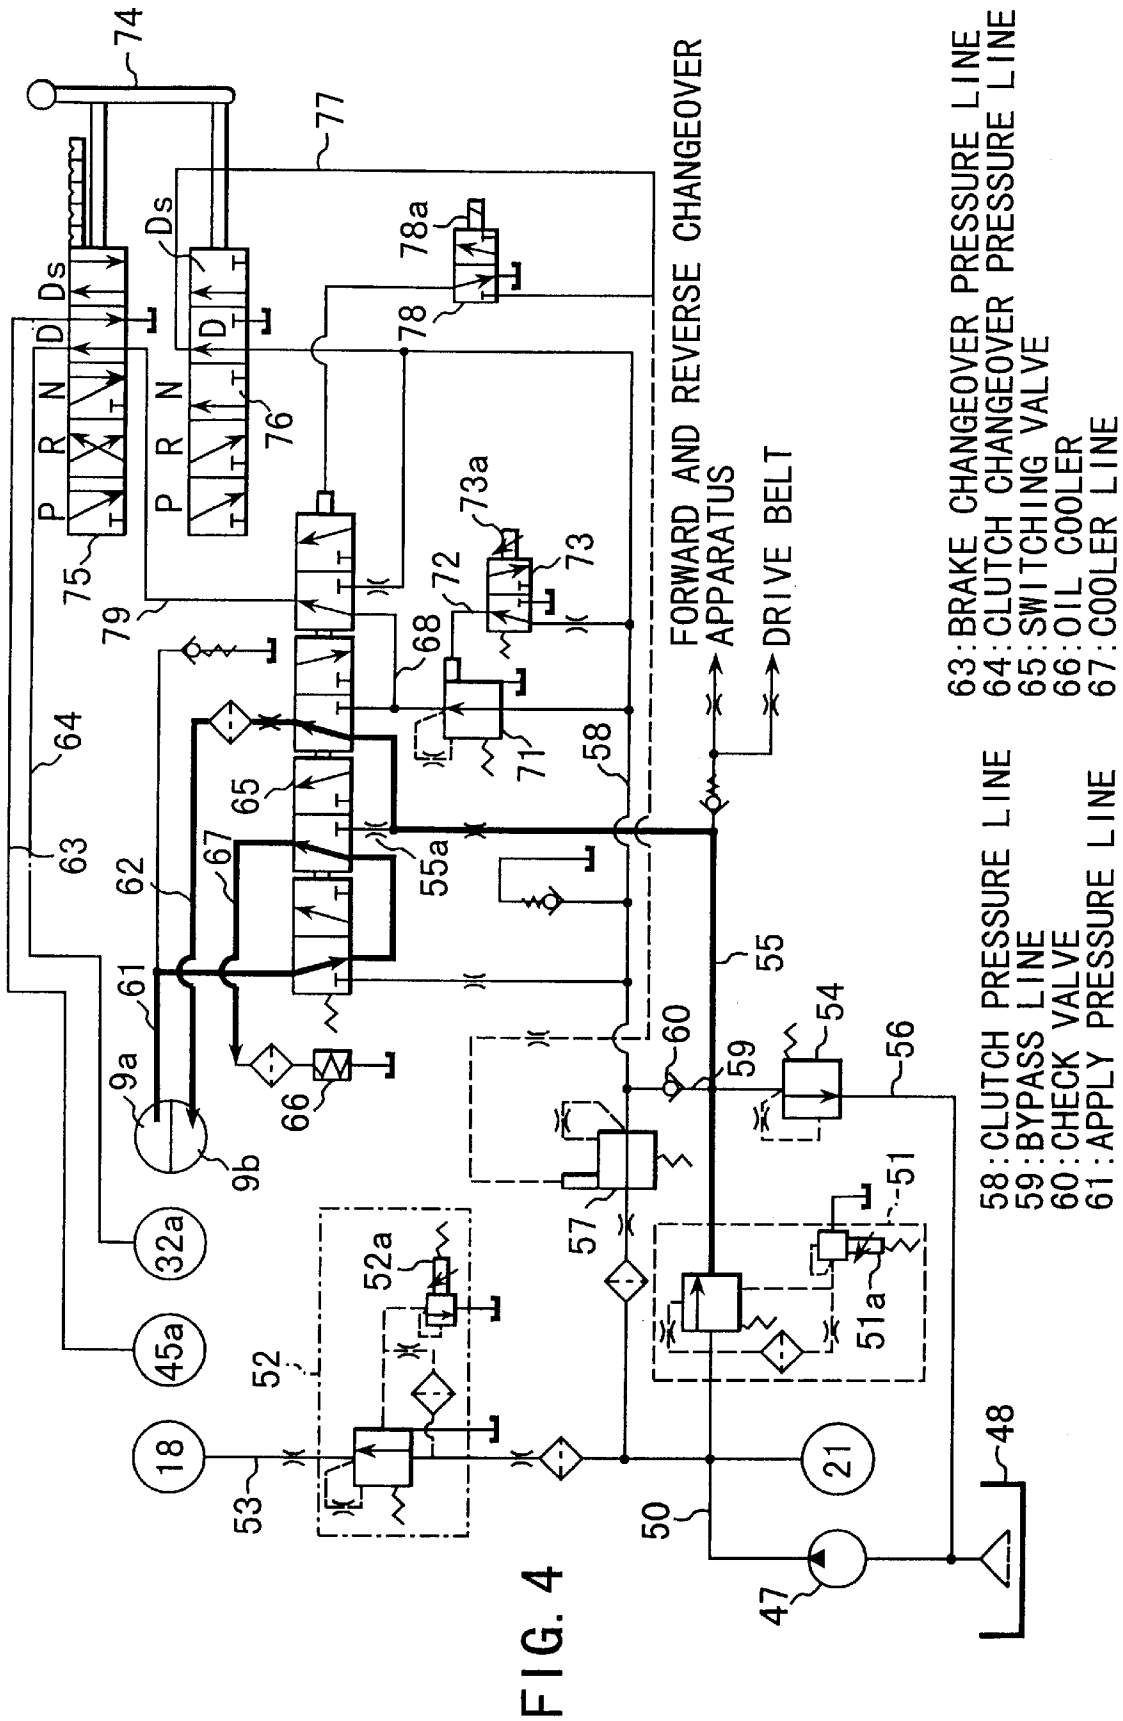 FIG. 4
74
77
Ds
Ds
D
D
N
N
R
R
P
P
75
76
78a
78
79
73a
73
72
68
71
65
64
63
62
67
61
55a
58
55
60
59
54
56
57
66
9a
9b
32a
45a
18
53
52
52a
51
51a
50
21
47
48
FORWARD AND REVERSE CHANGEOVER
APPARATUS
DRIVE BELT
58:CLUTCH PRESSURE LINE
59:BYPASS LINE
60:CHECK VALVE
61:APPLY PRESSURE LINE
63:BRAKE CHANGEOVER PRESSURE LINE
64:CLUTCH CHANGEOVER PRESSURE LINE
65:SWITCHING VALVE
66:OIL COOLER
67:COOLER LINE